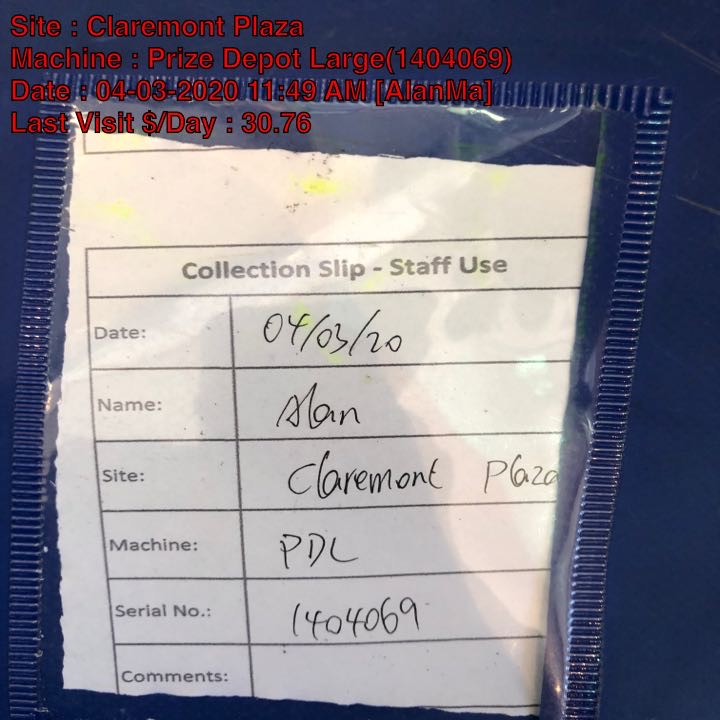 Site : Claremont Plaza
Machine : Prize Depot Large(1404069)
Date : 04-03-2020 11:49 AM [AlanMa]
Last Visit $/Day : 30.76
Collection Slip - Staff Use
Date: 04/03/20
Name: Alan
Site: Claremont Plaza
Machine: PDL
Serial No.: 1404069
Comments: